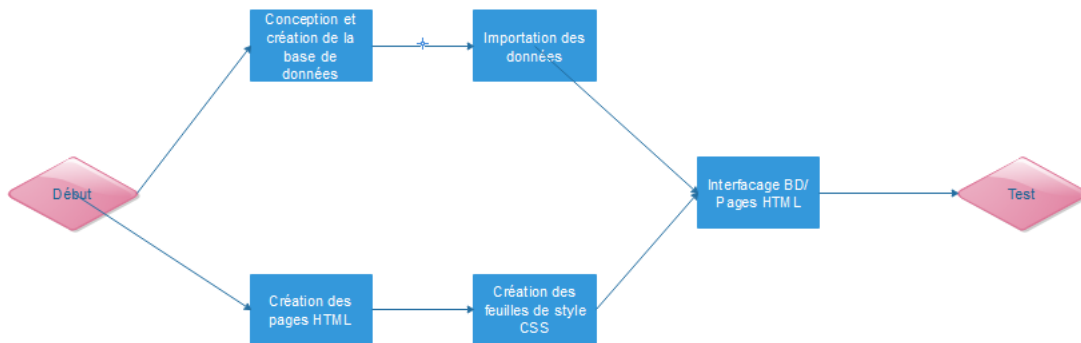 Conception et
création de la
base de
données
Importation des
données
Début
Interfacage BD/
Pages HTML
Test
Création des
pages HTML
Création des
feuilles de style
CSS